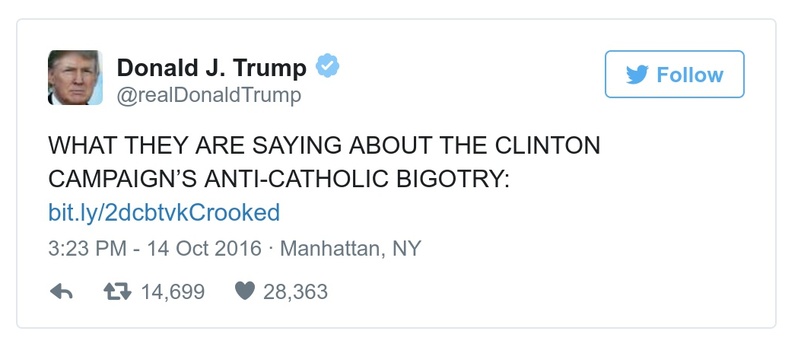 Donald J. Trump
@realDonaldTrump
Follow
WHAT THEY ARE SAYING ABOUT THE CLINTON
CAMPAIGN’S ANTI-CATHOLIC BIGOTRY:
bit.ly/2dcbtvkCrooked
3:23 PM - 14 Oct 2016 · Manhattan, NY
14,699 28,363